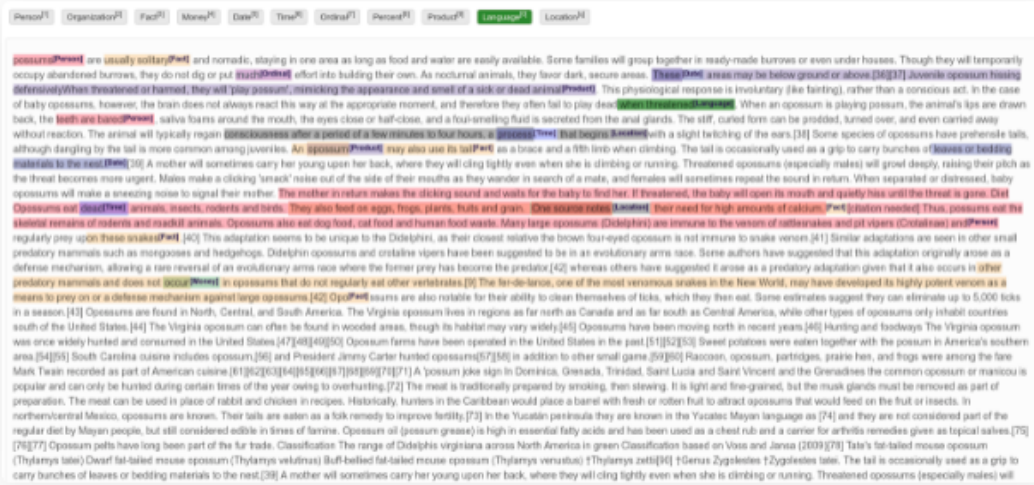 Person[1] Organization[2] Fact[3] Money[4] Date[5] Time[6] Ordinal[7] Percent[8] Product[9] Language[0] Location
possums[Person] are usually solitary[Fact] and nomadic, staying in one area as long as food and water are easily available. Some families will group together in ready-made burrows or even under houses. Though they will temporarily
occupy abandoned burrows, they do not dig or put much[Ordinal] effort into building their own. As nocturnal animals, they favor dark, secure areas. These[Date] areas may be below ground or above.[36][37] Juvenile opossum hissing
defensivelyWhen threatened or harmed, they will 'play possum', mimicking the appearance and smell of a sick or dead animal[Product]. This physiological response is involuntary (like fainting), rather than a conscious act. In the case
of baby opossums, however, the brain does not always react this way at the appropriate moment, and therefore they often fail to play dead when threatened[Language]. When an opossum is playing possum, the animal's lips are drawn
back, the teeth are bared[Person], saliva foams around the mouth, the eyes close or half-close, and a foul-smelling fluid is secreted from the anal glands. The stiff, curled form can be prodded, turned over, and even carried away
without reaction. The animal will typically regain consciousness after a period of a few minutes to four hours, a process[Time] that begins[Location] with a slight twitching of the ears.[38] Some species of opossums have prehensile tails,
although dangling by the tail is more common among juveniles. An opossum[Product] may also use its tail[Fact] as a brace and a fifth limb when climbing. The tail is occasionally used as a grip to carry bunches of leaves or bedding
materials to the nest.[Date][39] A mother will sometimes carry her young upon her back, where they will cling tightly even when she is climbing or running. Threatened opossums (especially males) will growl deeply, raising their pitch as
the threat becomes more urgent. Males make a clicking 'smack' noise out of the side of their mouths as they wander in search of a mate, and females will sometimes repeat the sound in return. When separated or distressed, baby
opossums will make a sneezing noise to signal their mother. The mother in return makes the clicking sound and waits for the baby to find her. If threatened, the baby will open its mouth and quietly hiss until the threat is gone. Diet
Opossums eat dead[Time] animals, insects, rodents and birds. They also feed on eggs, frogs, plants, fruits and grain. One source notes[Location] their need for high amounts of calcium.[Fact][citation needed] Thus, possums eat the
skeletal remains of rodents and roadkill animals. Opossums also eat dog food, cat food and human food waste. Many large opossums (Didelphini) are immune to the venom of rattlesnakes and pit vipers (Crotalinae) and[Person]
regularly prey upon these snakes[Fact].[40] This adaptation seems to be unique to the Didelphini, as their closest relative the brown four-eyed opossum is not immune to snake venom.[41] Similar adaptations are seen in other small
predatory mammals such as mongooses and hedgehogs. Didelphin opossums and crotaline vipers have been suggested to be in an evolutionary arms race. Some authors have suggested that this adaptation originally arose as a
defense mechanism, allowing a rare reversal of an evolutionary arms race where the former prey has become the predator,[42] whereas others have suggested it arose as a predatory adaptation given that it also occurs in other
predatory mammals and does not occur[Money] in opossums that do not regularly eat other vertebrates.[9] The fer-de-lance, one of the most venomous snakes in the New World, may have developed its highly potent venom as a
means to prey on or a defense mechanism against large opossums.[42] Opo[Fact]ssums are also notable for their ability to clean themselves of ticks, which they then eat. Some estimates suggest they can eliminate up to 5,000 ticks
in a season.[43] Opossums are found in North, Central, and South America. The Virginia opossum lives in regions as far north as Canada and as far south as Central America, while other types of opossums only inhabit countries
south of the United States.[44] The Virginia opossum can often be found in wooded areas, though its habitat may vary widely.[45] Opossums have been moving north in recent years.[46] Hunting and foodways The Virginia opossum
was once widely hunted and consumed in the United States.[47][48][49][50] Opossum farms have been operated in the United States in the past.[51][52][53] Sweet potatoes were eaten together with the possum in America's southern
area.[54][55] South Carolina cuisine includes opossum,[56] and President Jimmy Carter hunted opossums[57][58] in addition to other small game.[59][60] Raccoon, opossum, partridges, prairie hen, and frogs were among the fare
Mark Twain recorded as part of American cuisine.[61][62][63][64][65][66][67][68][69][70][71] A 'possum joke sign In Dominica, Grenada, Trinidad, Saint Lucia and Saint Vincent and the Grenadines the common opossum or manicou is
popular and can only be hunted during certain times of the year owing to overhunting.[72] The meat is traditionally prepared by smoking, then stewing. It is light and fine-grained, but the musk glands must be removed as part of
preparation. The meat can be used in place of rabbit and chicken in recipes. Historically, hunters in the Caribbean would place a barrel with fresh or rotten fruit to attract opossums that would feed on the fruit or insects. In
northern/central Mexico, opossums are known. Their tails are eaten as a folk remedy to improve fertility.[73] In the Yucatán peninsula they are known in the Yucatec Mayan language as [74] and they are not considered part of the
regular diet by Mayan people, but still considered edible in times of famine. Opossum oil (possum grease) is high in essential fatty acids and has been used as a chest rub and a carrier for arthritis remedies given as topical salves.[75]
[76][77] Opossum pelts have long been part of the fur trade. Classification The range of Didelphis virginiana across North America in green Classification based on Voss and Jansa (2009)[78] Tate's fat-tailed mouse opossum
(Thylamys tatei) Dwarf fat-tailed mouse opossum (Thylamys velutinus) Buff-bellied fat-tailed mouse opossum (Thylamys venustus) †Thylamys zettii[90] †Genus Zygolestes †Zygolestes tatei. The tail is occasionally used as a grip to
carry bunches of leaves or bedding materials to the nest.[39] A mother will sometimes carry her young upon her back, where they will cling tightly even when she is climbing or running. Threatened opossums (especially males) will